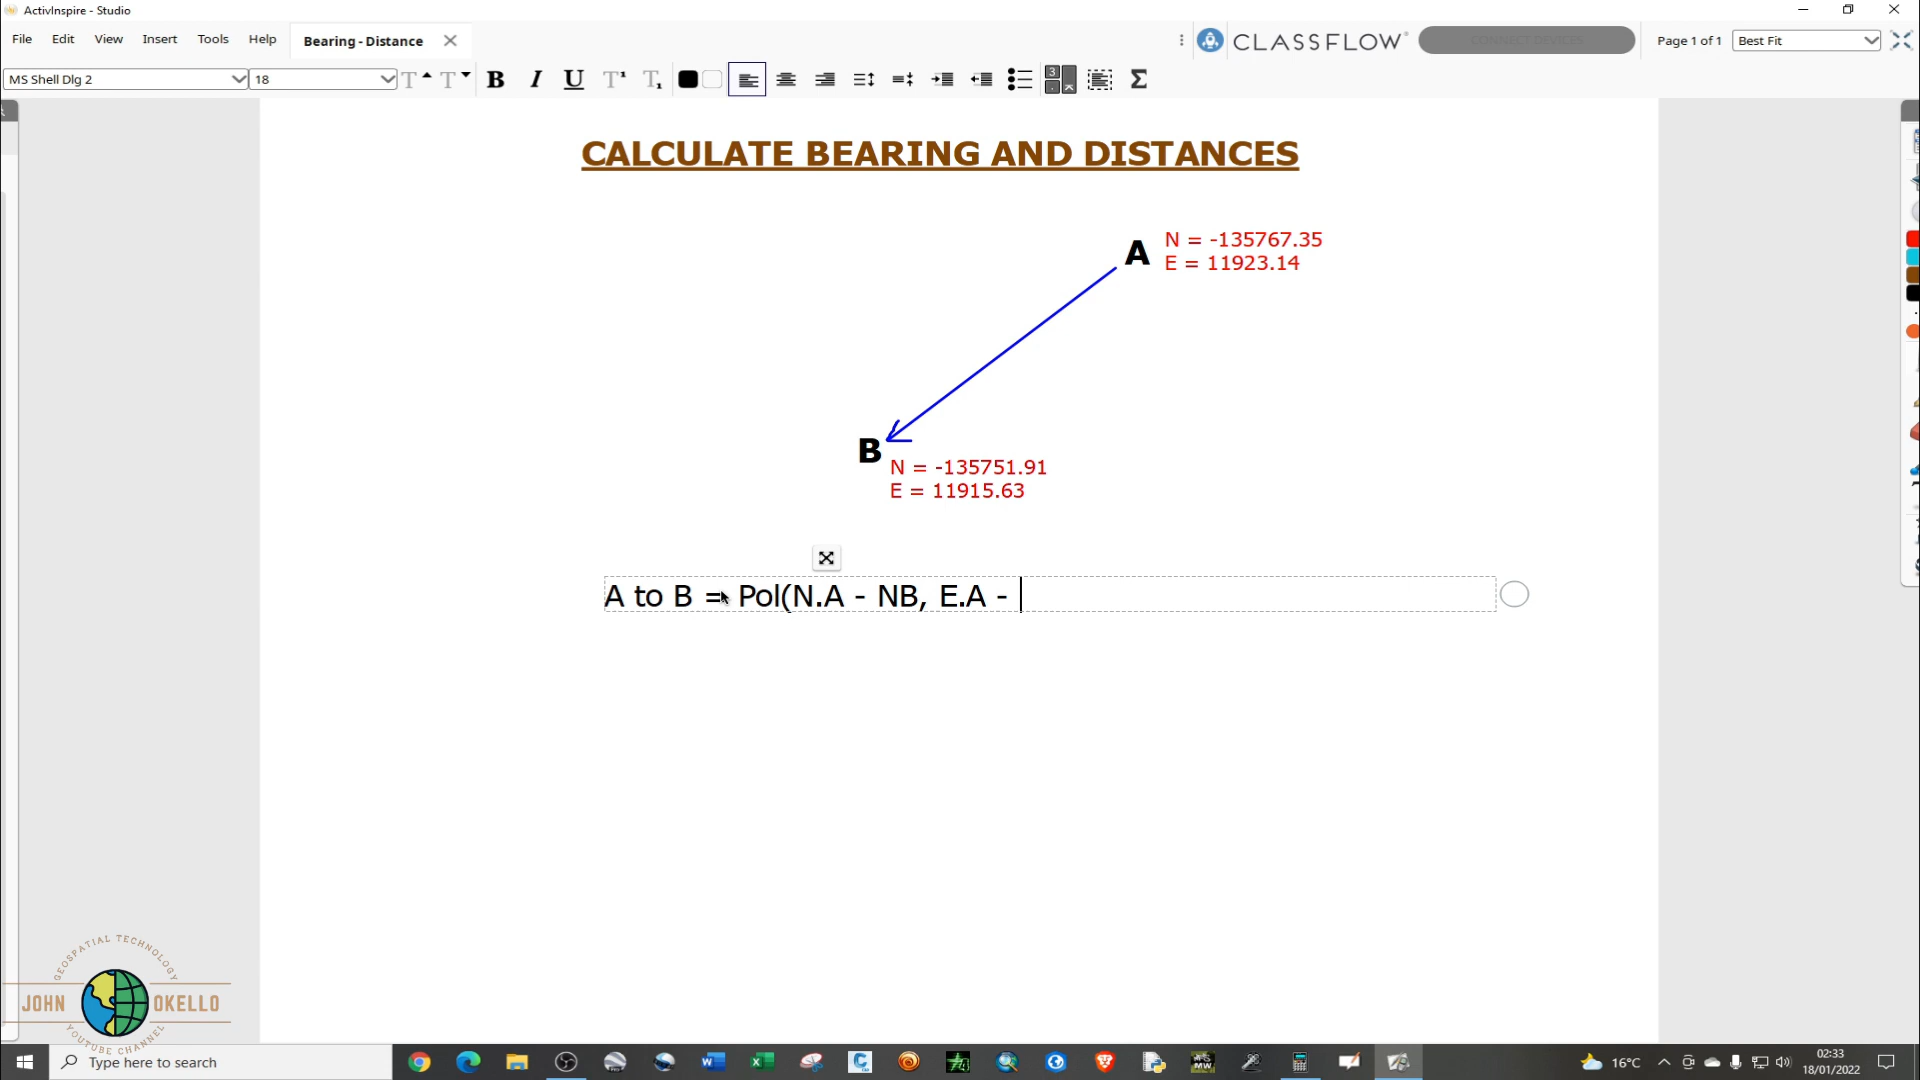 ActivInspire - Studio
File Edit View Insert Tools Help Bearing - Distance CLASSFLOW Page 1 of 1 Best Fit
MS Shell Dlg 2 18 B I U Σ
CALCULATE BEARING AND DISTANCES
A N = -135767.35
E = 11923.14
B
N = -135751.91
E = 11915.63
A to B = Pol(N.A - NB, E.A -
GEOSPATIAL TECHNOLOGY
JOHN OKELLO
YOUTUBE CHANNEL
Type here to search
16°C
02:33
18/01/2022